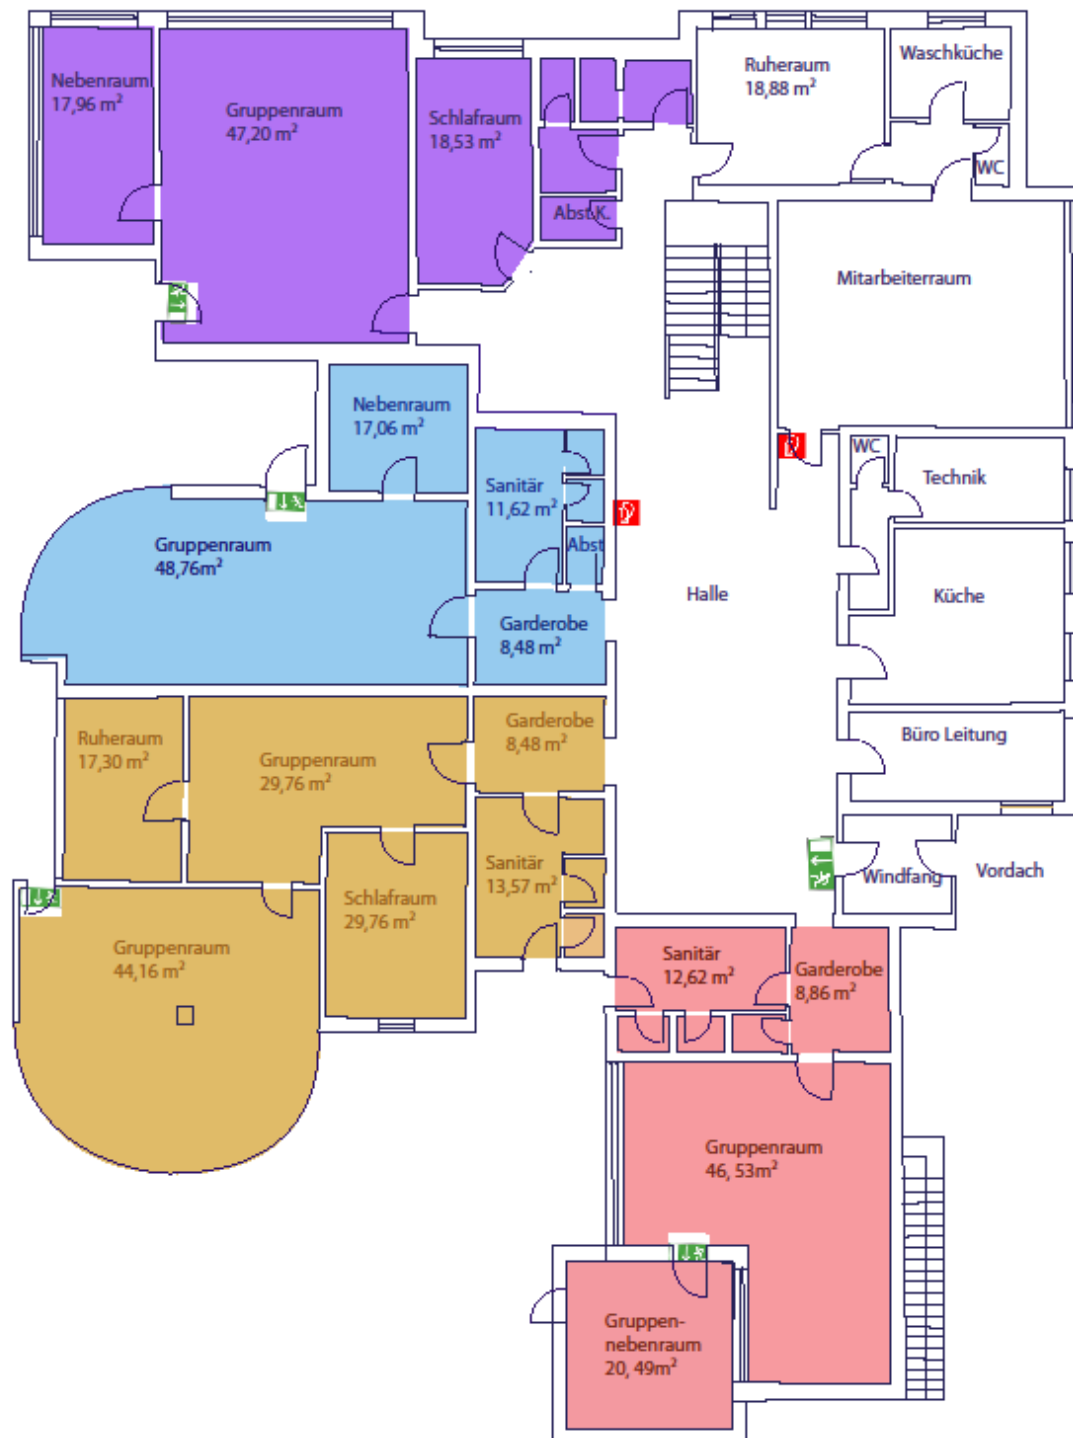 Nebenraum
17,96 m²
Gruppenraum
47,20 m²
Schlafraum
18,53 m²
Abst.K.
Ruheraum
18,88 m²
Waschküche
WC
Mitarbeiterraum
Nebenraum
17,06 m²
Sanitär
11,62 m²
Abst
Gruppenraum
48,76m²
Garderobe
8,48 m²
Halle
WC
Technik
Küche
Büro Leitung
Windfang
Vordach
Ruheraum
17,30 m²
Gruppenraum
29,76 m²
Garderobe
8,48 m²
Sanitär
13,57 m²
Schlafraum
29,76 m²
Gruppenraum
44,16 m²
Sanitär
12,62 m²
Garderobe
8,86 m²
Gruppenraum
46, 53m²
Gruppen-
nebenraum
20, 49m²